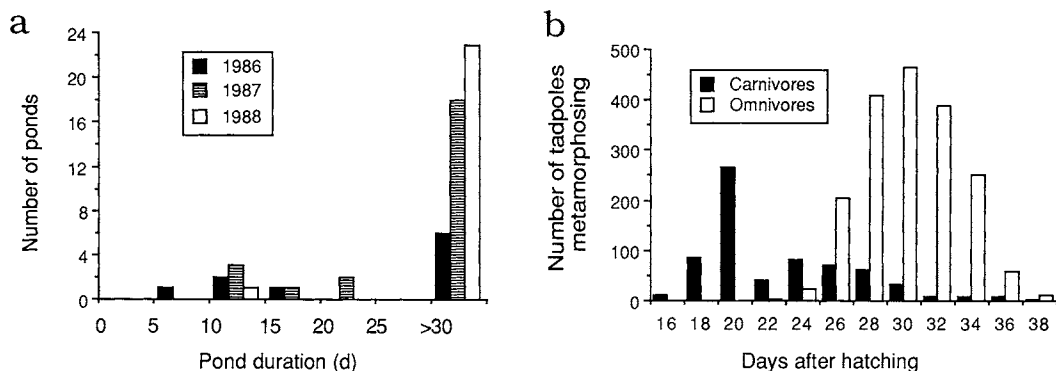 a
24
20
16
12
8
4
0
Number of ponds
1986
1987
1988
0 5 10 15 20 25 >30
Pond duration (d)
b
500
400
300
200
100
0
Number of tadpoles
metamorphosing
Carnivores
Omnivores
16 18 20 22 24 26 28 30 32 34 36 38
Days after hatching